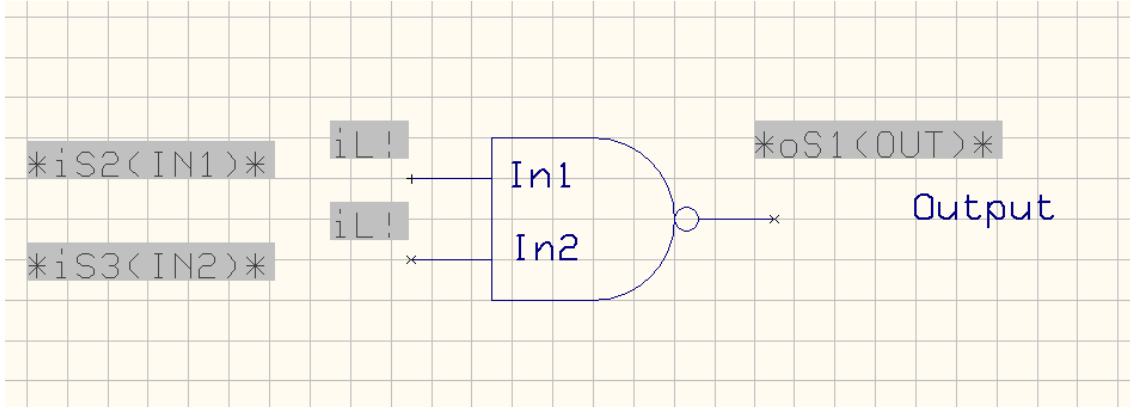 iL!
*oS1(OUT)*
*iS2(IN1)*
In1
iL!
Output
In2
*iS3(IN2)*